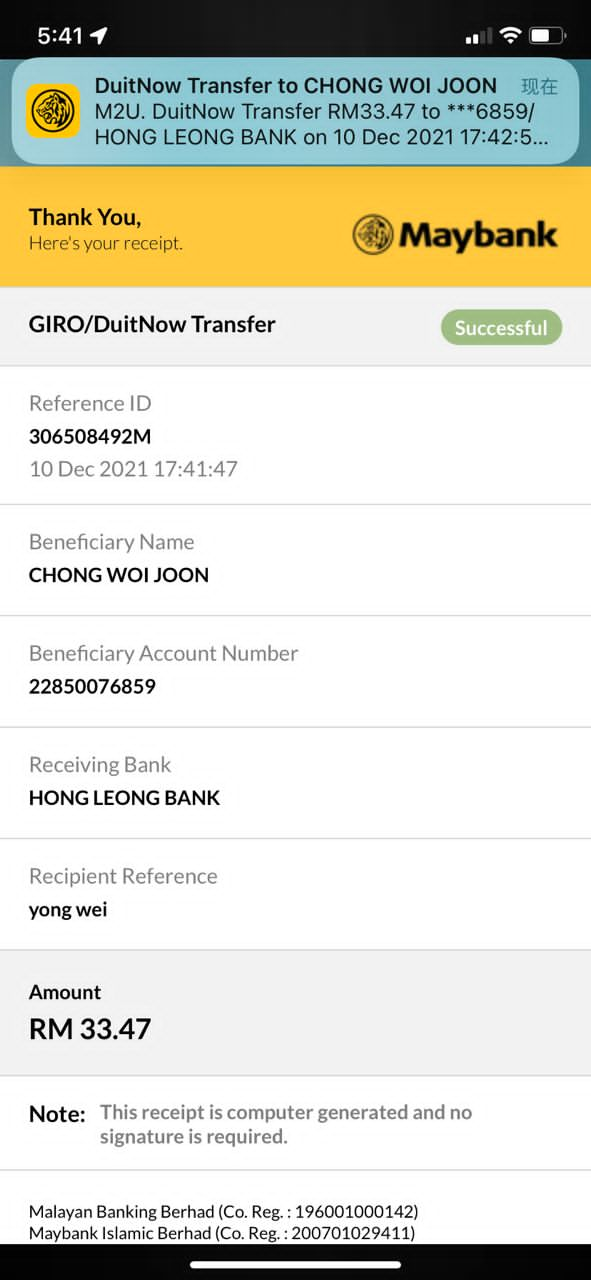 5:41
DuitNow Transfer to CHONG WOI JOON 现在
M2U. DuitNow Transfer RM33.47 to ***6859/
HONG LEONG BANK on 10 Dec 2021 17:42:5...
Thank You,
Here's your receipt.
Maybank
GIRO/DuitNow Transfer
Successful
Reference ID
306508492M
10 Dec 2021 17:41:47
Beneficiary Name
CHONG WOI JOON
Beneficiary Account Number
22850076859
Receiving Bank
HONG LEONG BANK
Recipient Reference
yong wei
Amount
RM 33.47
Note: This receipt is computer generated and no
signature is required.
Malayan Banking Berhad (Co. Reg. : 196001000142)
Maybank Islamic Berhad (Co. Reg. : 200701029411)